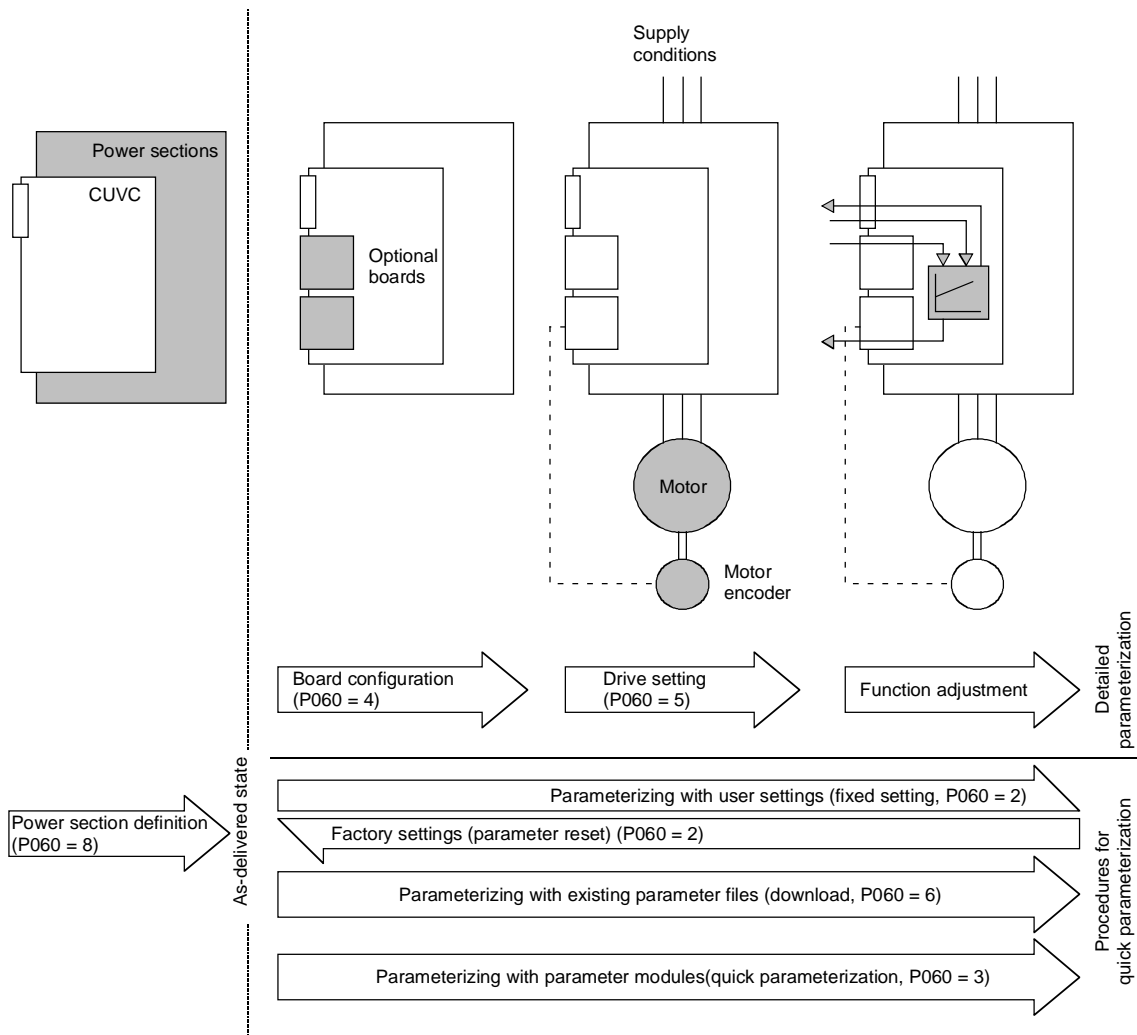 Supply
conditions
Power sections
CUVC
Optional
boards
Motor
Motor
encoder
Board configuration
(P060 = 4)
Drive setting
(P060 = 5)
Function adjustment
Detailed
parameterization
As-delivered state
Power section definition
(P060 = 8)
Parameterizing with user settings (fixed setting, P060 = 2)
Factory settings (parameter reset) (P060 = 2)
Parameterizing with existing parameter files (download, P060 = 6)
Parameterizing with parameter modules(quick parameterization, P060 = 3)
Procedures for
quick parameterization